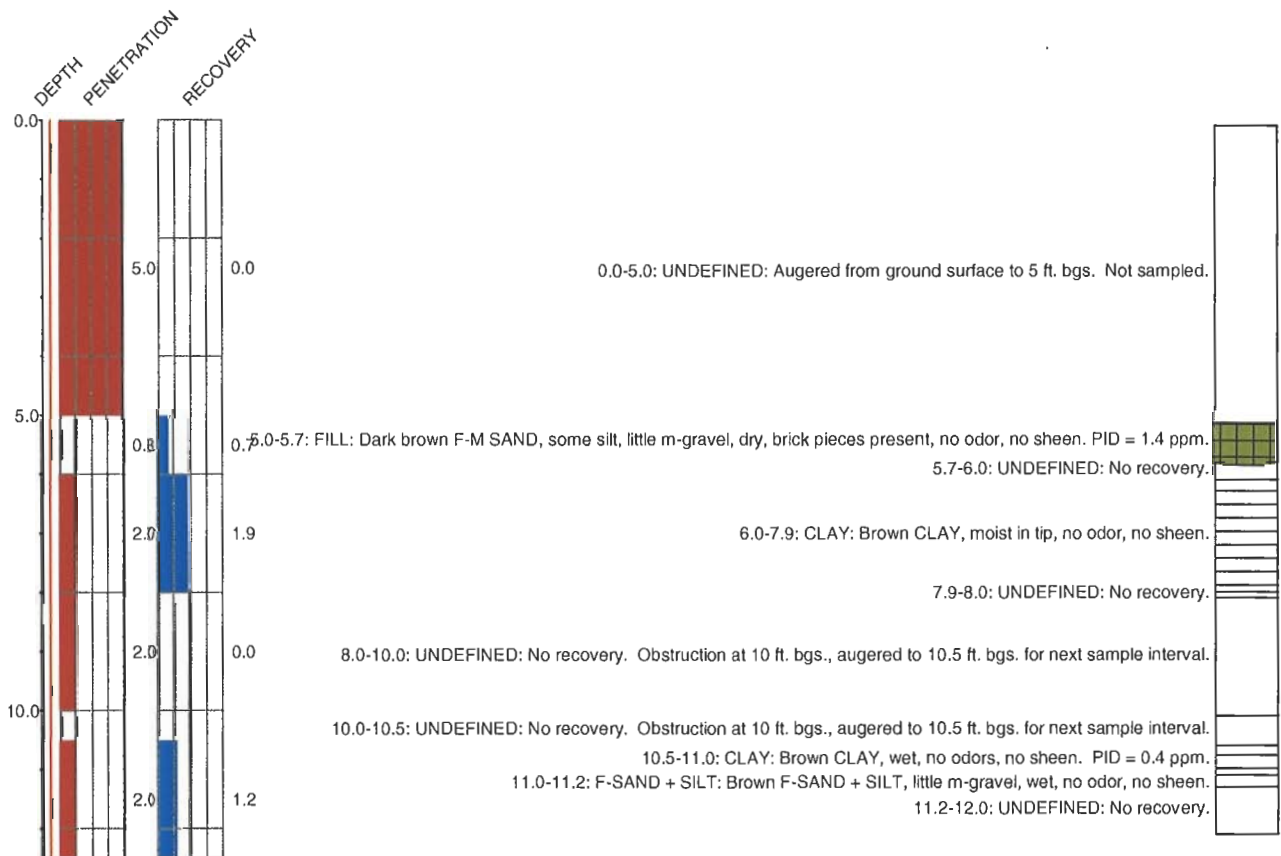 DEPTH
PENETRATION
RECOVERY
0.0
5.0 0.0
0.0-5.0: UNDEFINED: Augered from ground surface to 5 ft. bgs. Not sampled.
5.0
0.8 0.7
5.0-5.7: FILL: Dark brown F-M SAND, some silt, little m-gravel, dry, brick pieces present, no odor, no sheen. PID = 1.4 ppm.
5.7-6.0: UNDEFINED: No recovery.
2.0 1.9
6.0-7.9: CLAY: Brown CLAY, moist in tip, no odor, no sheen.
7.9-8.0: UNDEFINED: No recovery.
2.0 0.0
8.0-10.0: UNDEFINED: No recovery. Obstruction at 10 ft. bgs., augered to 10.5 ft. bgs. for next sample interval.
10.0
10.0-10.5: UNDEFINED: No recovery. Obstruction at 10 ft. bgs., augered to 10.5 ft. bgs. for next sample interval.
10.5-11.0: CLAY: Brown CLAY, wet, no odors, no sheen. PID = 0.4 ppm.
11.0-11.2: F-SAND + SILT: Brown F-SAND + SILT, little m-gravel, wet, no odor, no sheen.
2.0 1.2
11.2-12.0: UNDEFINED: No recovery.